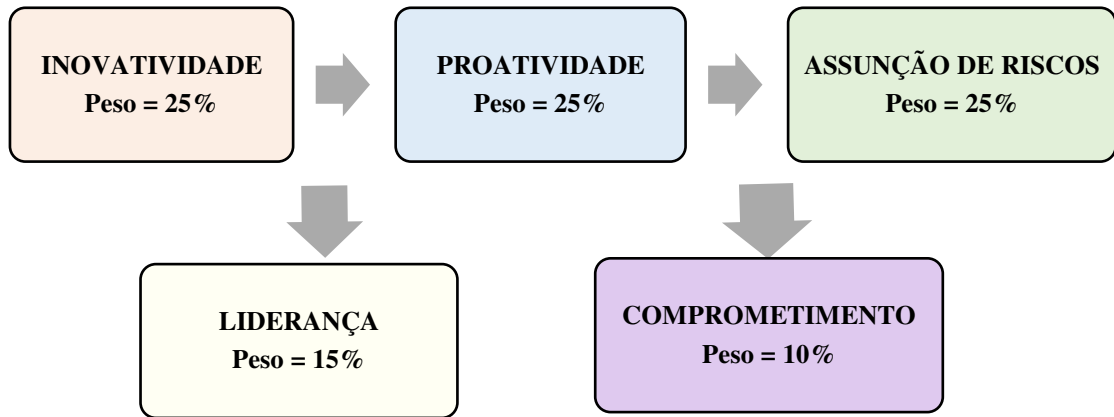 INOVATIVIDADE
Peso = 25%
PROATIVIDADE
Peso = 25%
ASSUNÇÃO DE RISCOS
Peso = 25%
LIDERANÇA
Peso = 15%
COMPROMETIMENTO
Peso = 10%